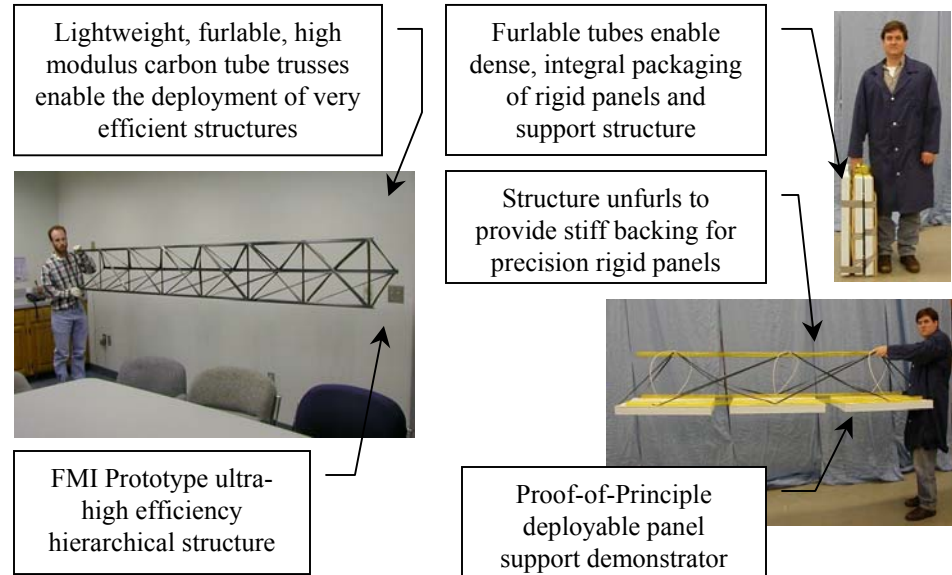 Lightweight, furlable, high
modulus carbon tube trusses
enable the deployment of very
efficient structures
Furlable tubes enable
dense, integral packaging
of rigid panels and
support structure
Structure unfurls to
provide stiff backing for
precision rigid panels
FMI Prototype ultra-
high efficiency
hierarchical structure
Proof-of-Principle
deployable panel
support demonstrator